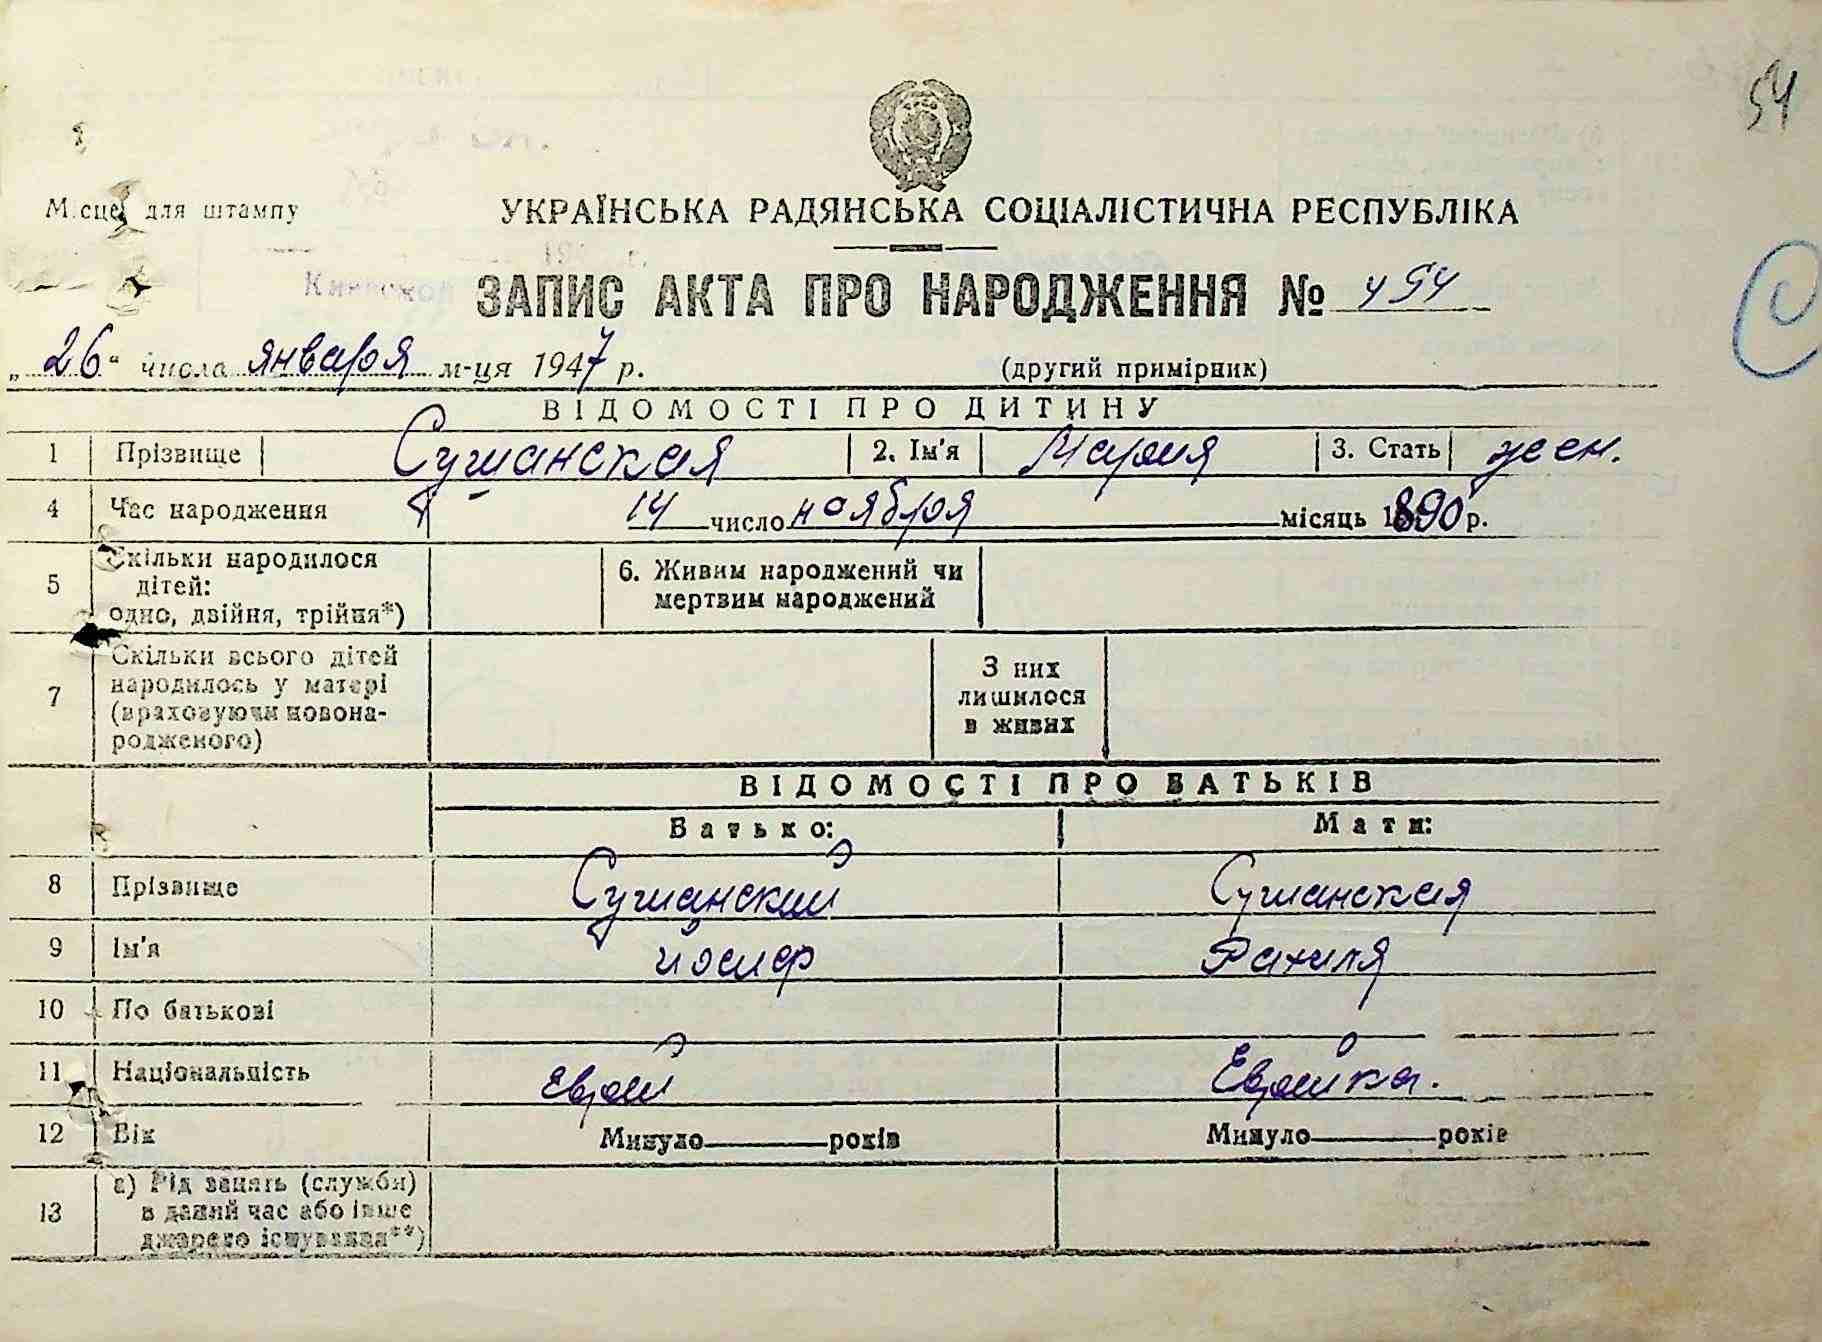 54
Місце для штампу
УКРАЇНСЬКА РАДЯНСЬКА СОЦІАЛІСТИЧНА РЕСПУБЛІКА
ЗАПИС АКТА ПРО НАРОДЖЕННЯ № 454
„26“ числа января м-ця 1947 р. (другий примірник)
ВІДОМОСТІ ПРО ДИТИНУ
1 Прізвище Сушанская 2. Ім'я Мария 3. Стать жен.
4 Час народження 14 число ноября місяць 1890 р.
5 Скільки народилося дітей: одно, двійня, трійня*) 6. Живим народжений чи мертвим народжений
7 Скільки всього дітей народилось у матері (враховуючи новонародженого) З них лишилося в живих
ВІДОМОСТІ ПРО БАТЬКІВ
Батько: Мати:
8 Прізвище Сушанский Сушанская
9 Ім'я Йосиф Рахиля
10 По батькові
11 Національність Еврей Еврейка.
12 Вік Минуло років Минуло років
13 а) Рід занять (служби) в даний час або інше джерело існування**)